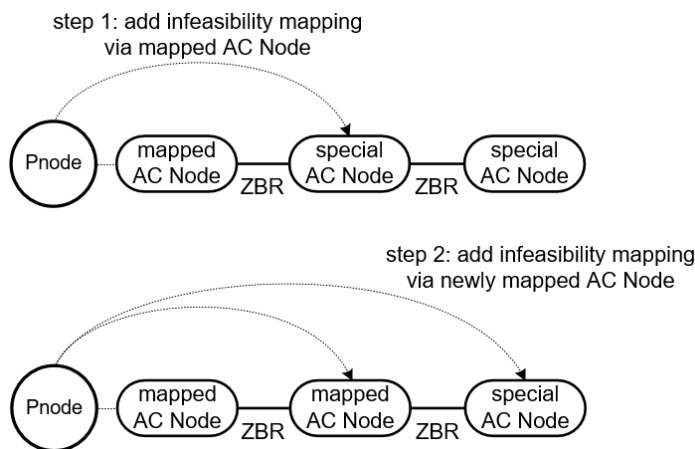 step 1: add infeasibility mapping
via mapped AC Node
Pnode
mapped
AC Node
ZBR
special
AC Node
ZBR
special
AC Node
step 2: add infeasibility mapping
via newly mapped AC Node
Pnode
mapped
AC Node
ZBR
mapped
AC Node
ZBR
special
AC Node